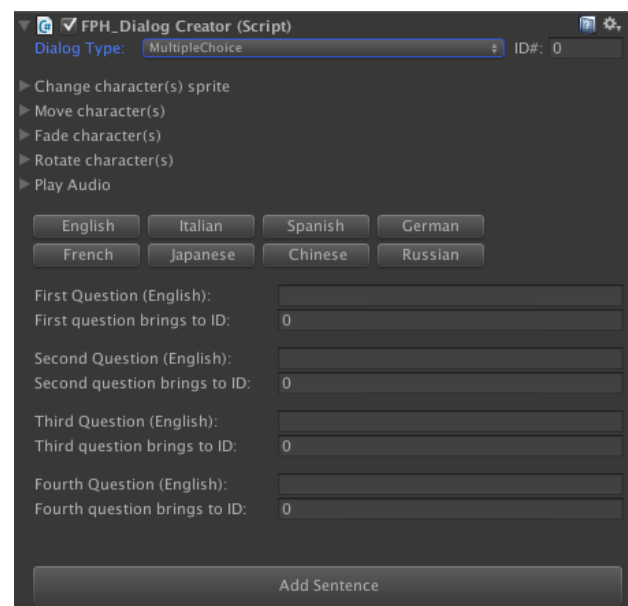 FPH_Dialog Creator (Script)
Dialog Type: MultipleChoice ID#: 0
Change character(s) sprite
Move character(s)
Fade character(s)
Rotate character(s)
Play Audio
English Italian Spanish German
French Japanese Chinese Russian
First Question (English):
First question brings to ID: 0
Second Question (English):
Second question brings to ID: 0
Third Question (English):
Third question brings to ID: 0
Fourth Question (English):
Fourth question brings to ID: 0
Add Sentence